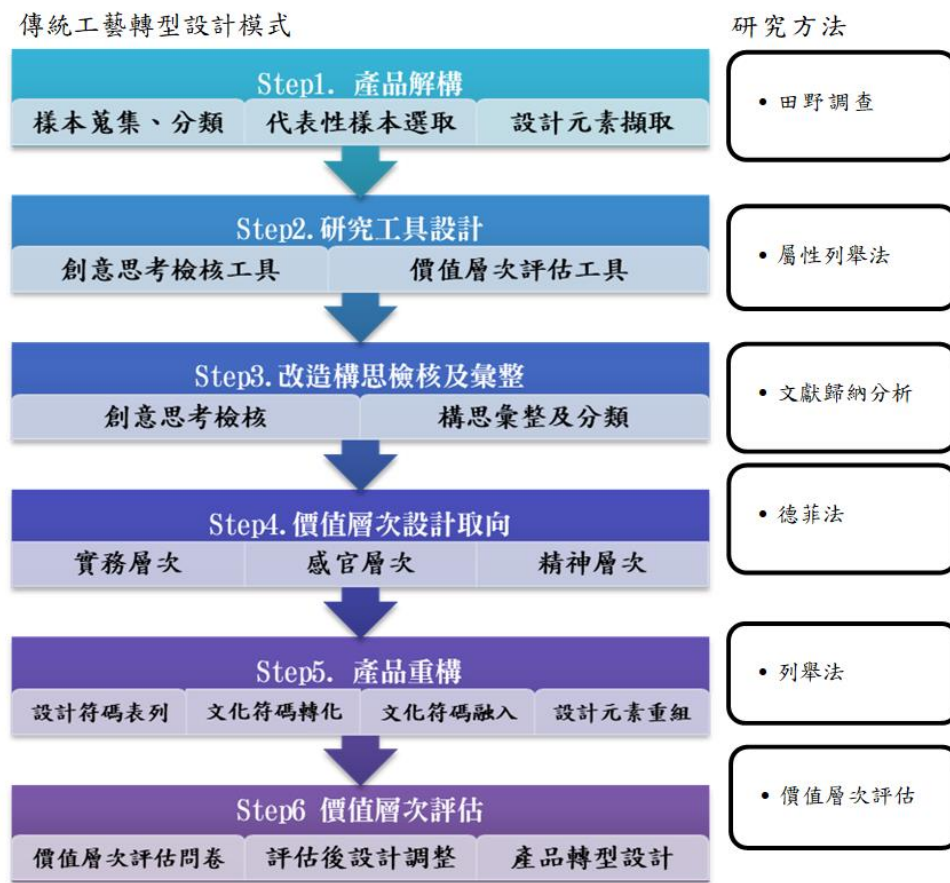 傳統工藝轉型設計模式
研究方法
Step1. 產品解構
樣本蒐集、分類
代表性樣本選取
設計元素擷取
• 田野調查
Step2.研究工具設計
創意思考檢核工具
價值層次評估工具
• 屬性列舉法
Step3.改造構思檢核及彙整
創意思考檢核
構思彙整及分類
• 文獻歸納分析
Step4.價值層次設計取向
實務層次
感官層次
精神層次
• 德菲法
Step5. 產品重構
設計符碼表列
文化符碼轉化
文化符碼融入
設計元素重組
• 列舉法
Step6 價值層次評估
價值層次評估問卷
評估後設計調整
產品轉型設計
• 價值層次評估